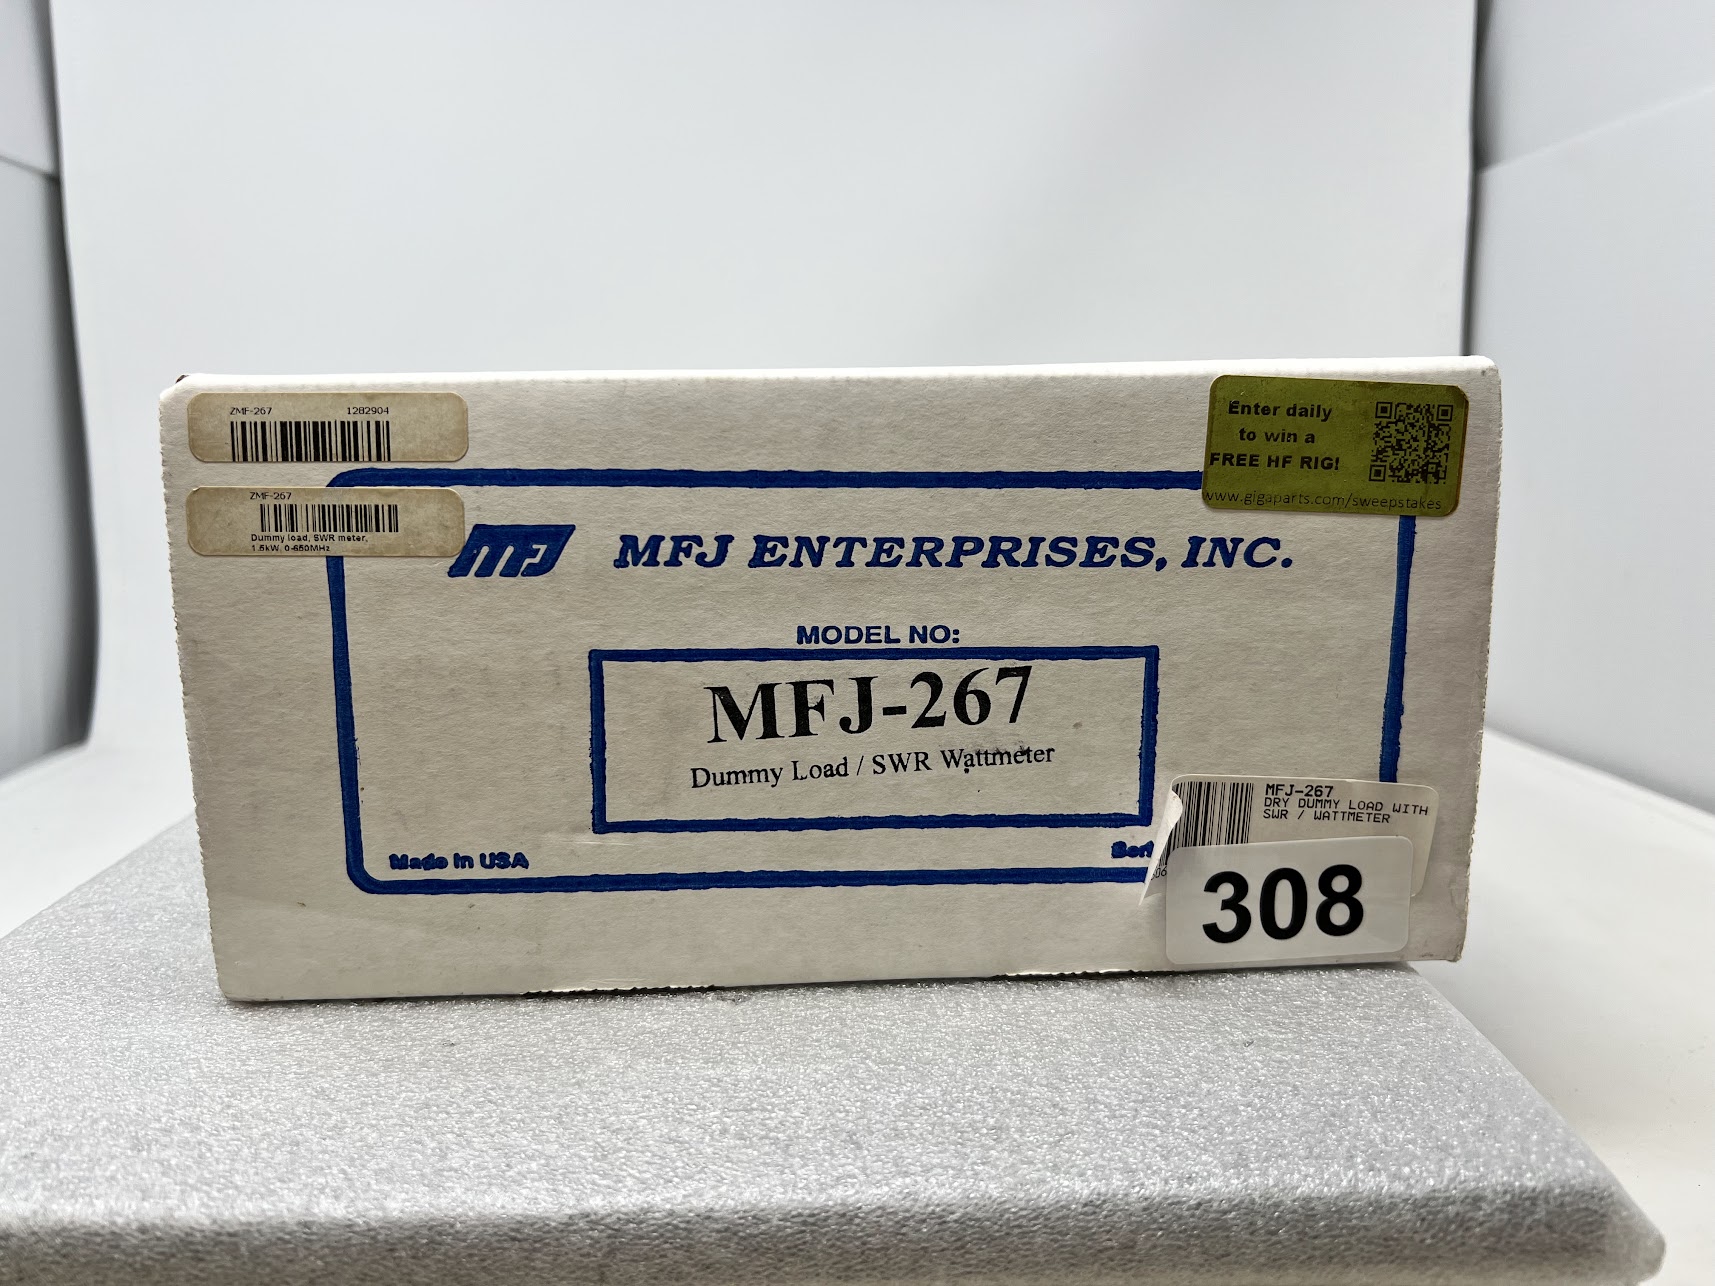 ZMF-267 1282904
ZMF-267
Dummy load, SWR meter,
1.5kW, 0-650MHz
Enter daily
to win a
FREE HF RIG!
www.gigaparts.com/sweepstakes
MFJ MFJ ENTERPRISES, INC.
MODEL NO:
MFJ-267
Dummy Load / SWR Wattmeter
Made in USA
MFJ-267
DRY DUMMY LOAD WITH
SWR / WATTMETER
308